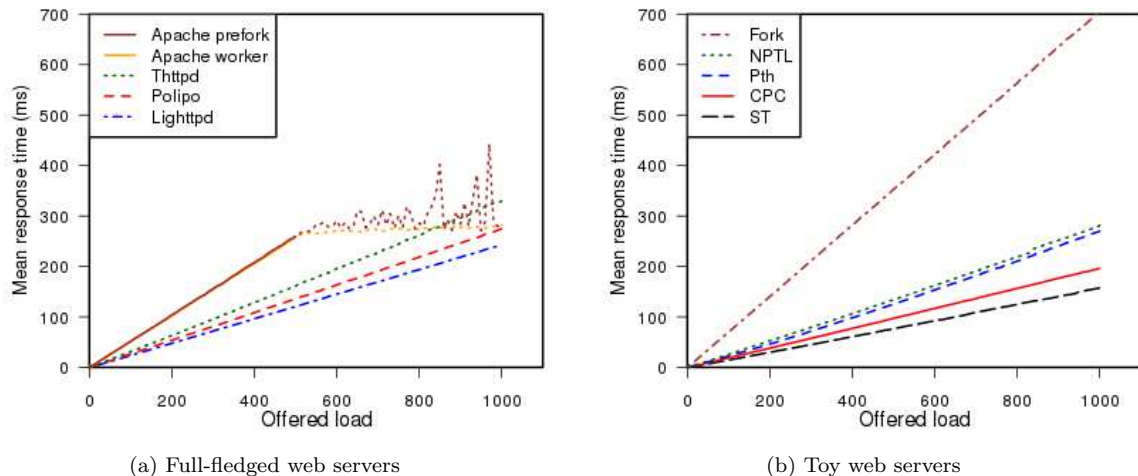 700
600
500
400
300
200
100
0
Mean response time (ms)
Apache prefork
Apache worker
Thttpd
Polipo
Lighttpd
0 200 400 600 800 1000
Offered load
(a) Full-fledged web servers
700
600
500
400
300
200
100
0
Mean response time (ms)
Fork
NPTL
Pth
CPC
ST
0 200 400 600 800 1000
Offered load
(b) Toy web servers